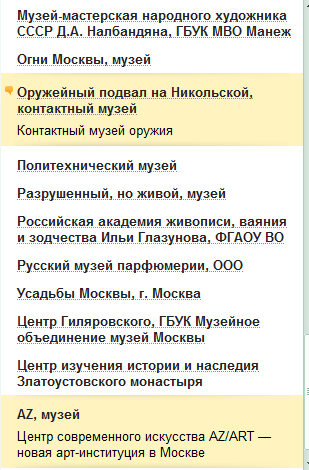 Музей-мастерская народного художника
СССР Д.А. Налбандяна, ГБУК МВО Манеж
Огни Москвы, музей
Оружейный подвал на Никольской,
контактный музей
Контактный музей оружия
Политехнический музей
Разрушенный, но живой, музей
Российская академия живописи, ваяния
и зодчества Ильи Глазунова, ФГАОУ ВО
Русский музей парфюмерии, ООО
Усадьбы Москвы, г. Москва
Центр Гиляровского, ГБУК Музейное
объединение музей Москвы
Центр изучения истории и наследия
Златоустовского монастыря
AZ, музей
Центр современного искусства AZ/ART —
новая арт-институция в Москве